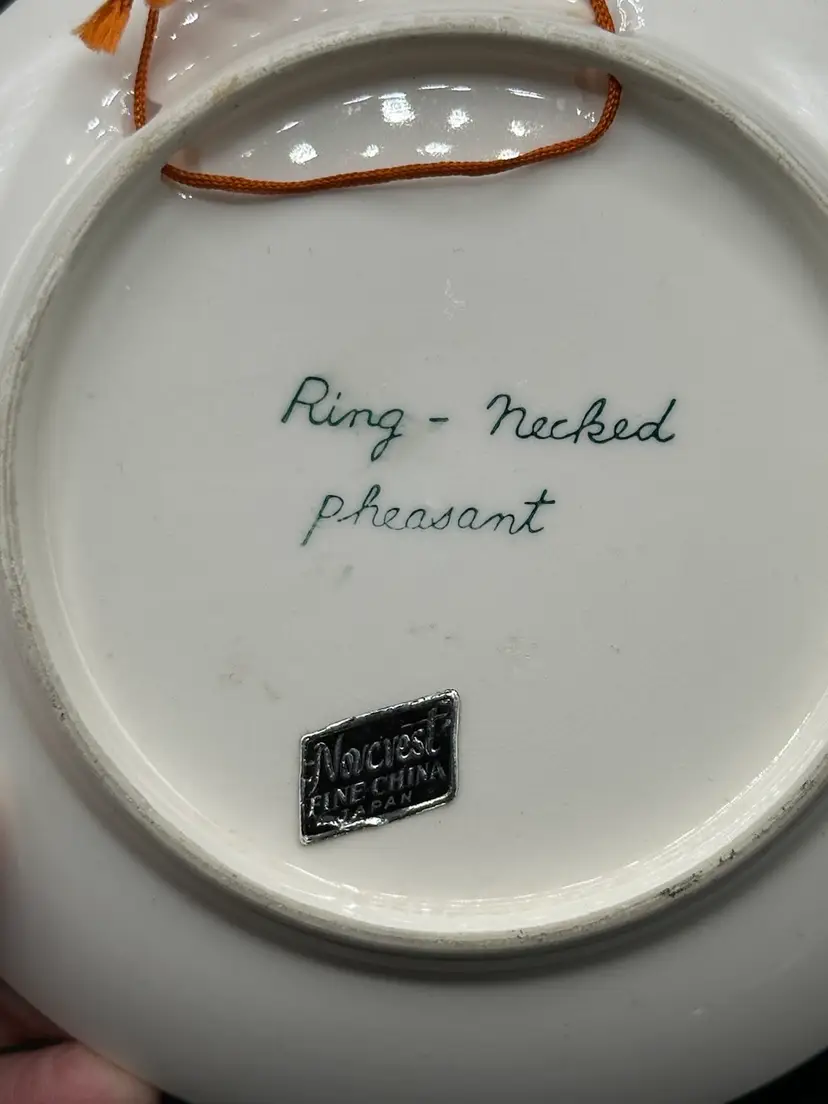 Ring - Necked
pheasant
Norcrest
FINE CHINA
JAPAN